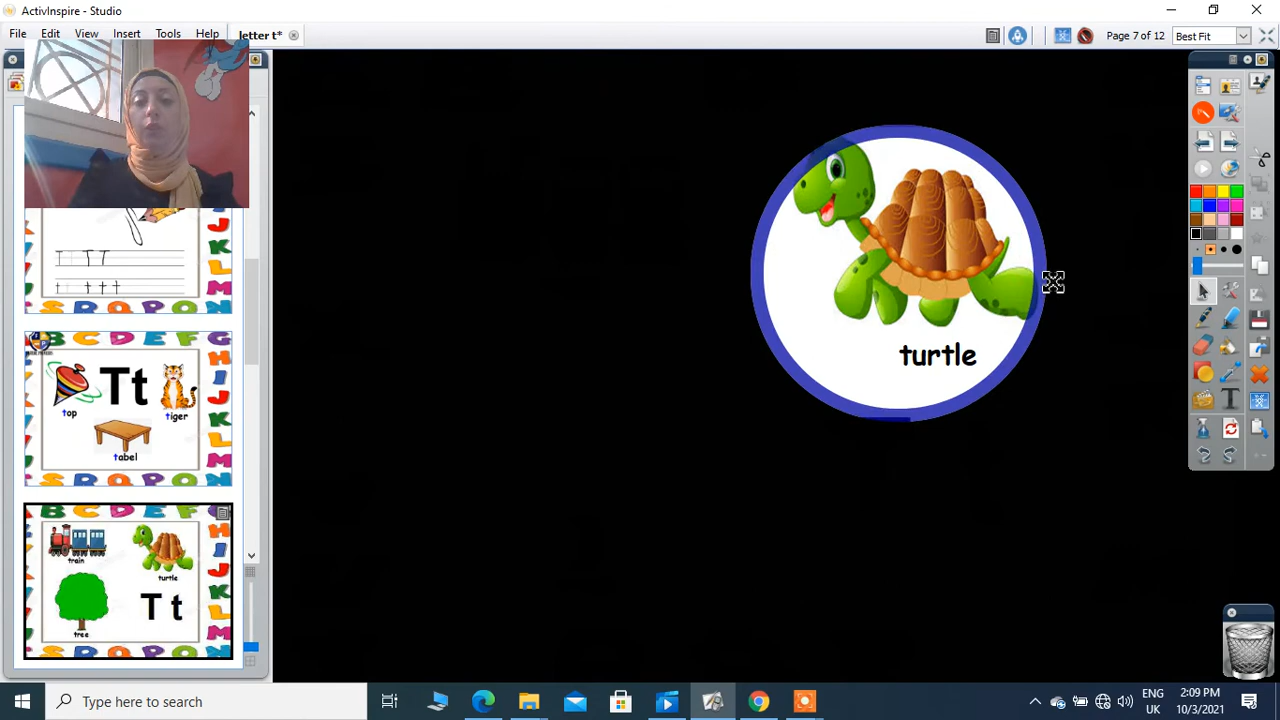 ActivInspire - Studio
File Edit View Insert Tools Help letter t* Page 7 of 12 Best Fit
J
K
L
T T T
t t t t
M
S R Q P O N
B C D E F G
H
I
J
K
L
M
Tt
top
tiger
tabel
S R Q P O N
B C D E F G
H
I
J
K
L
M
train
turtle
T t
tree
S R Q P O N
turtle
T
Type here to search
ENG
UK
2:09 PM
10/3/2021